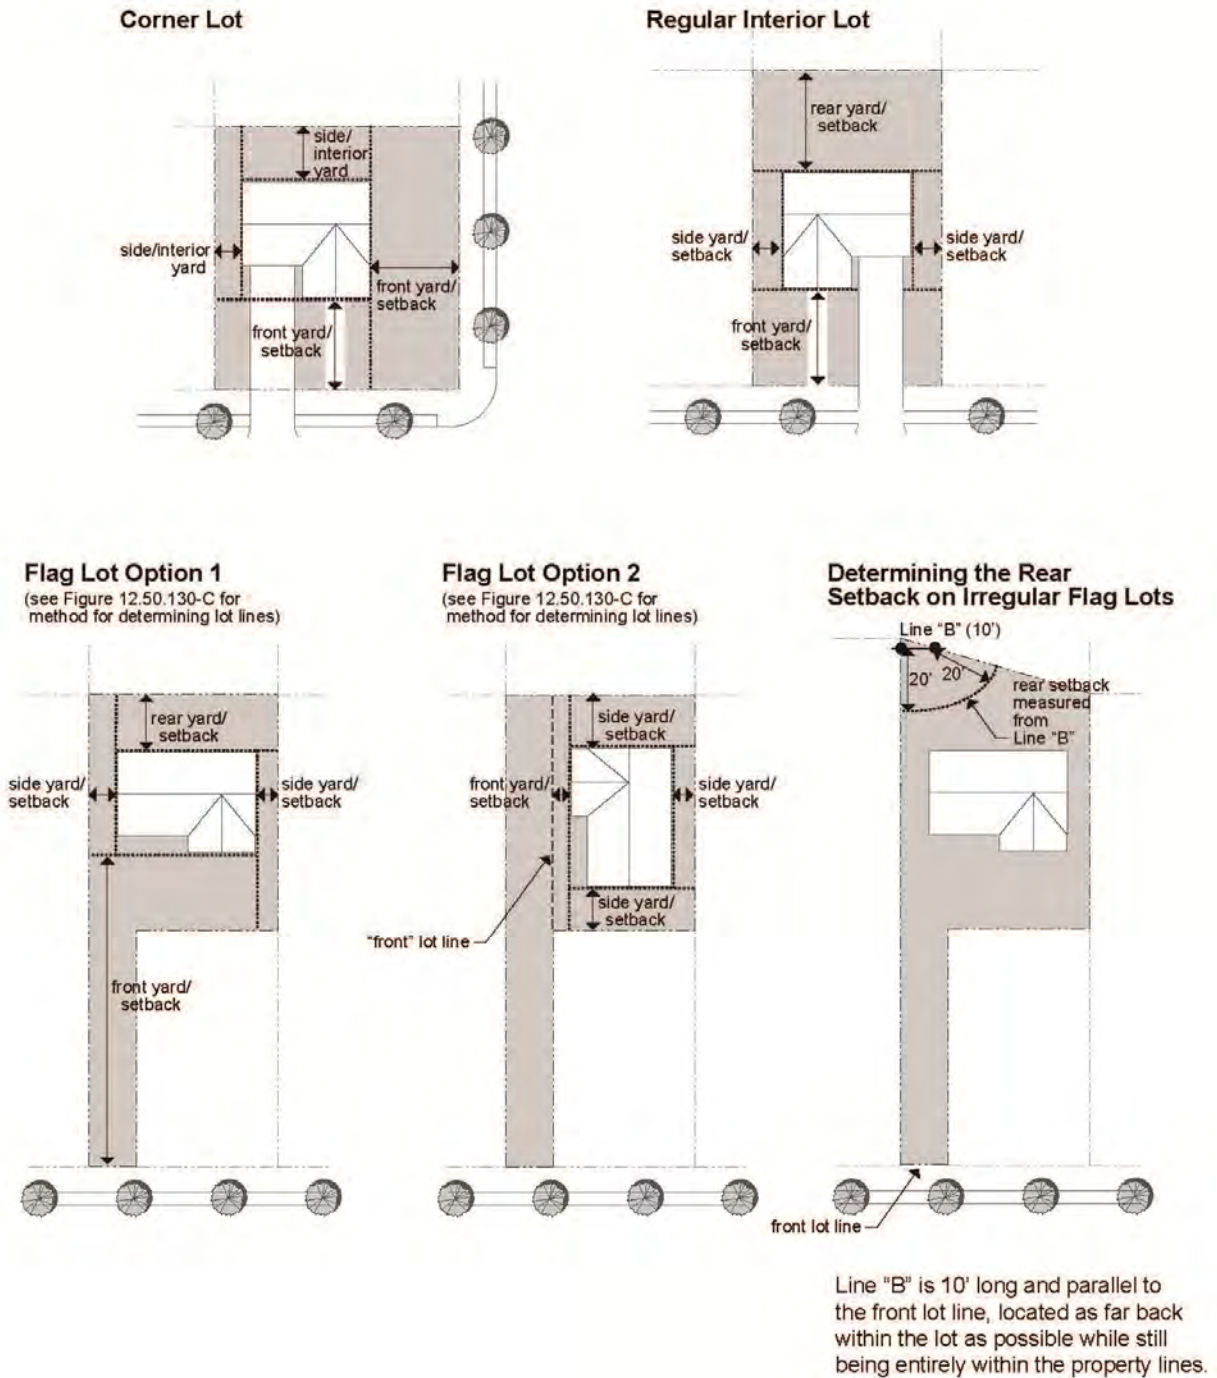 Corner Lot
side/
interior
yard
side/interior
yard
front yard/
setback
front yard/
setback
Regular Interior Lot
rear yard/
setback
side yard/
setback
side yard/
setback
front yard/
setback
Flag Lot Option 1
(see Figure 12.50.130-C for
method for determining lot lines)
rear yard/
setback
side yard/
setback
side yard/
setback
front yard/
setback
Flag Lot Option 2
(see Figure 12.50.130-C for
method for determining lot lines)
side yard/
setback
front yard/
setback
side yard/
setback
side yard/
setback
"front" lot line
Determining the Rear
Setback on Irregular Flag Lots
Line "B" (10')
20'
20'
rear setback
measured
from
Line "B"
front lot line
Line "B" is 10' long and parallel to
the front lot line, located as far back
within the lot as possible while still
being entirely within the property lines.